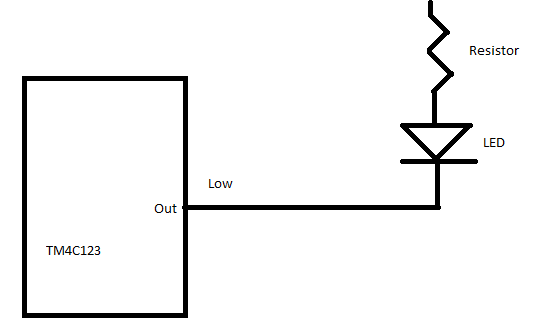 Resistor
LED
Low
Out
TM4C123